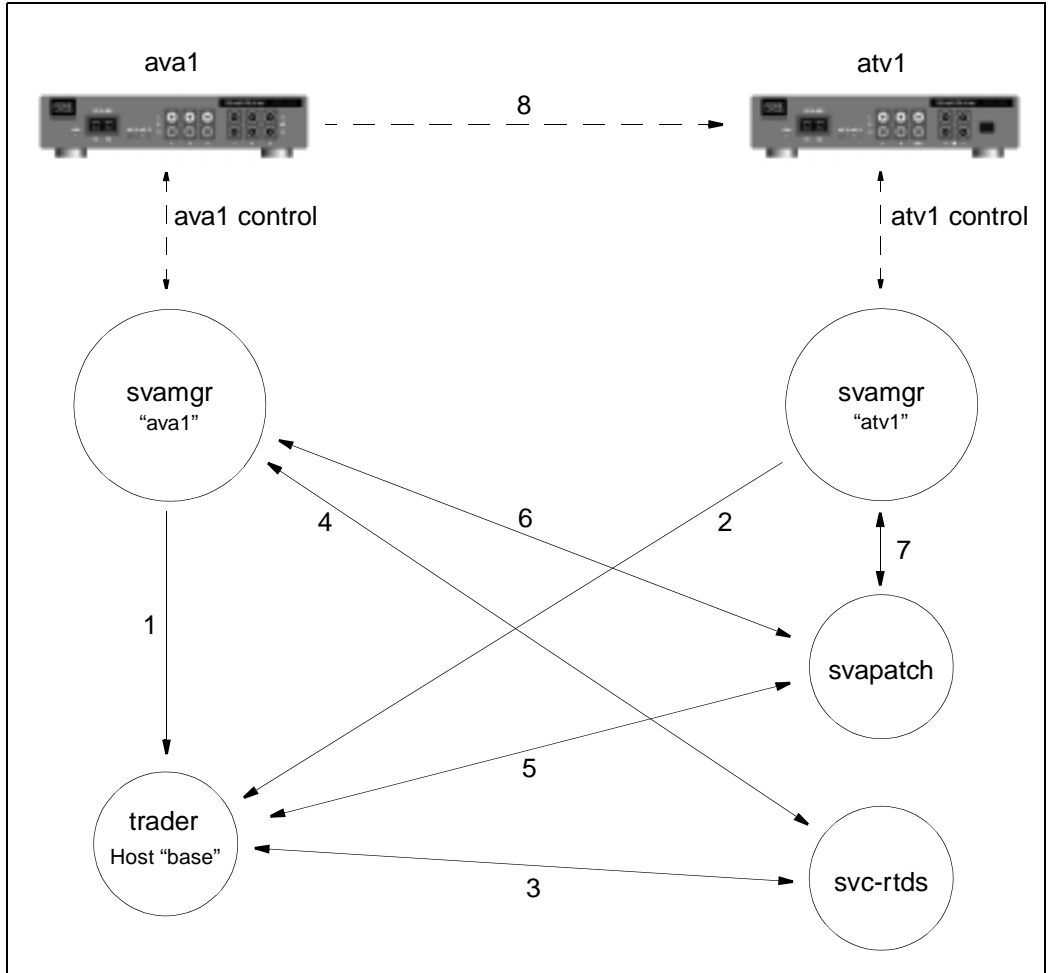 ava1
atv1
8
ava1 control
atv1 control
svamgr
“ava1”
svamgr
“atv1”
4
6
2
7
1
svapatch
5
trader
Host “base”
3
svc-rtds